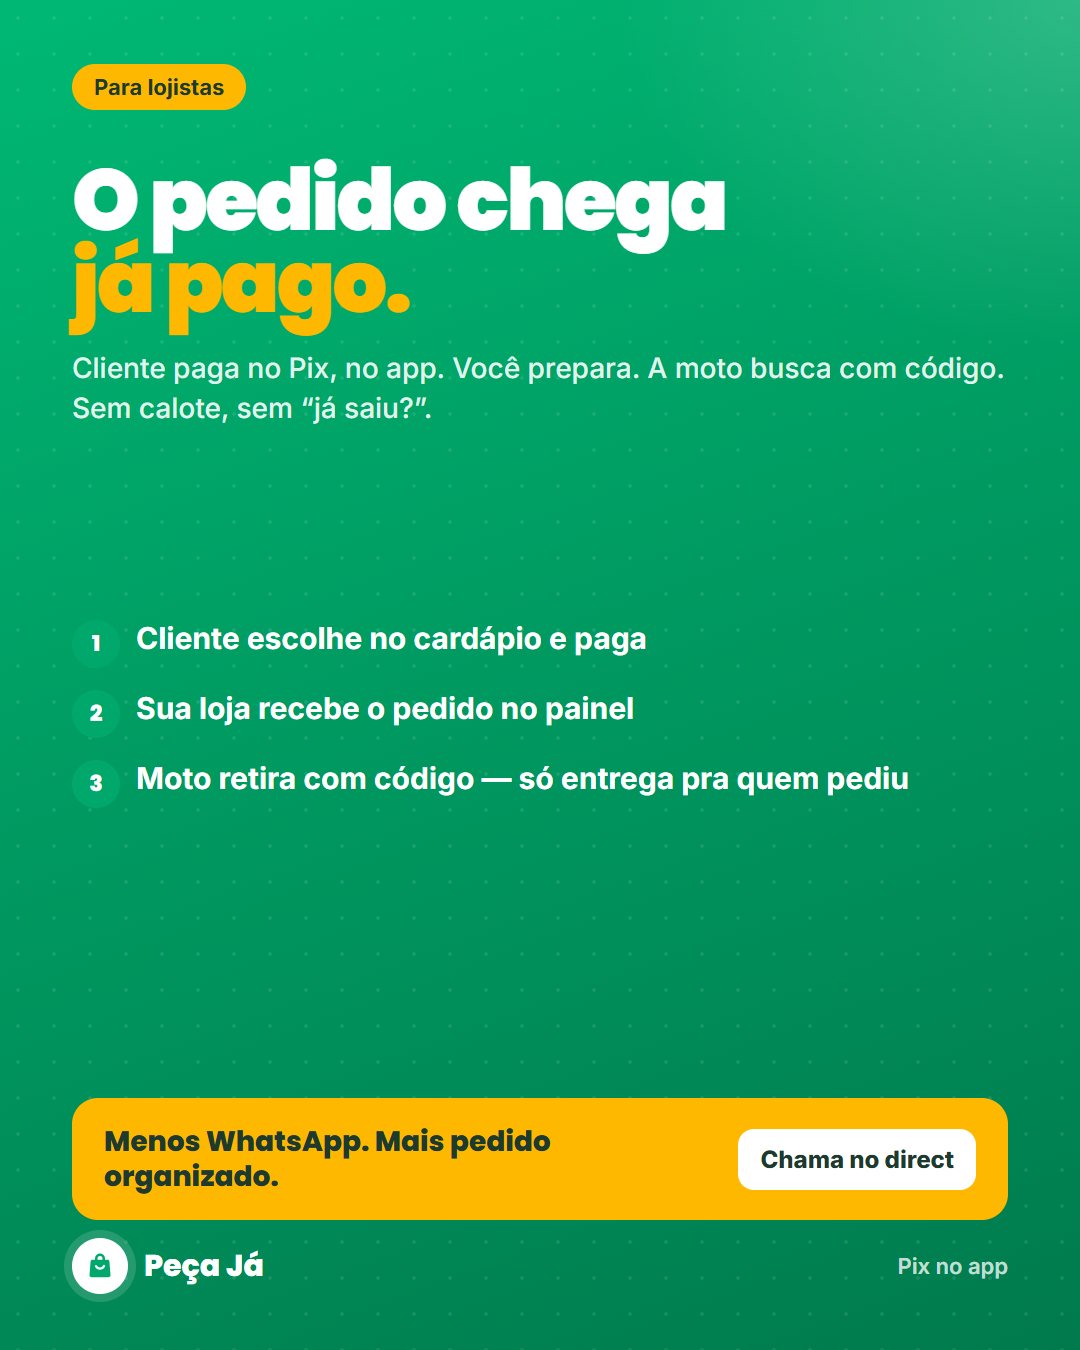 Para lojistas
O pedido chega
já pago.
Cliente paga no Pix, no app. Você prepara. A moto busca com código.
Sem calote, sem “já saiu?”.
1 Cliente escolhe no cardápio e paga
2 Sua loja recebe o pedido no painel
3 Moto retira com código — só entrega pra quem pediu
Menos WhatsApp. Mais pedido
organizado.
Chama no direct
Peça Já
Pix no app